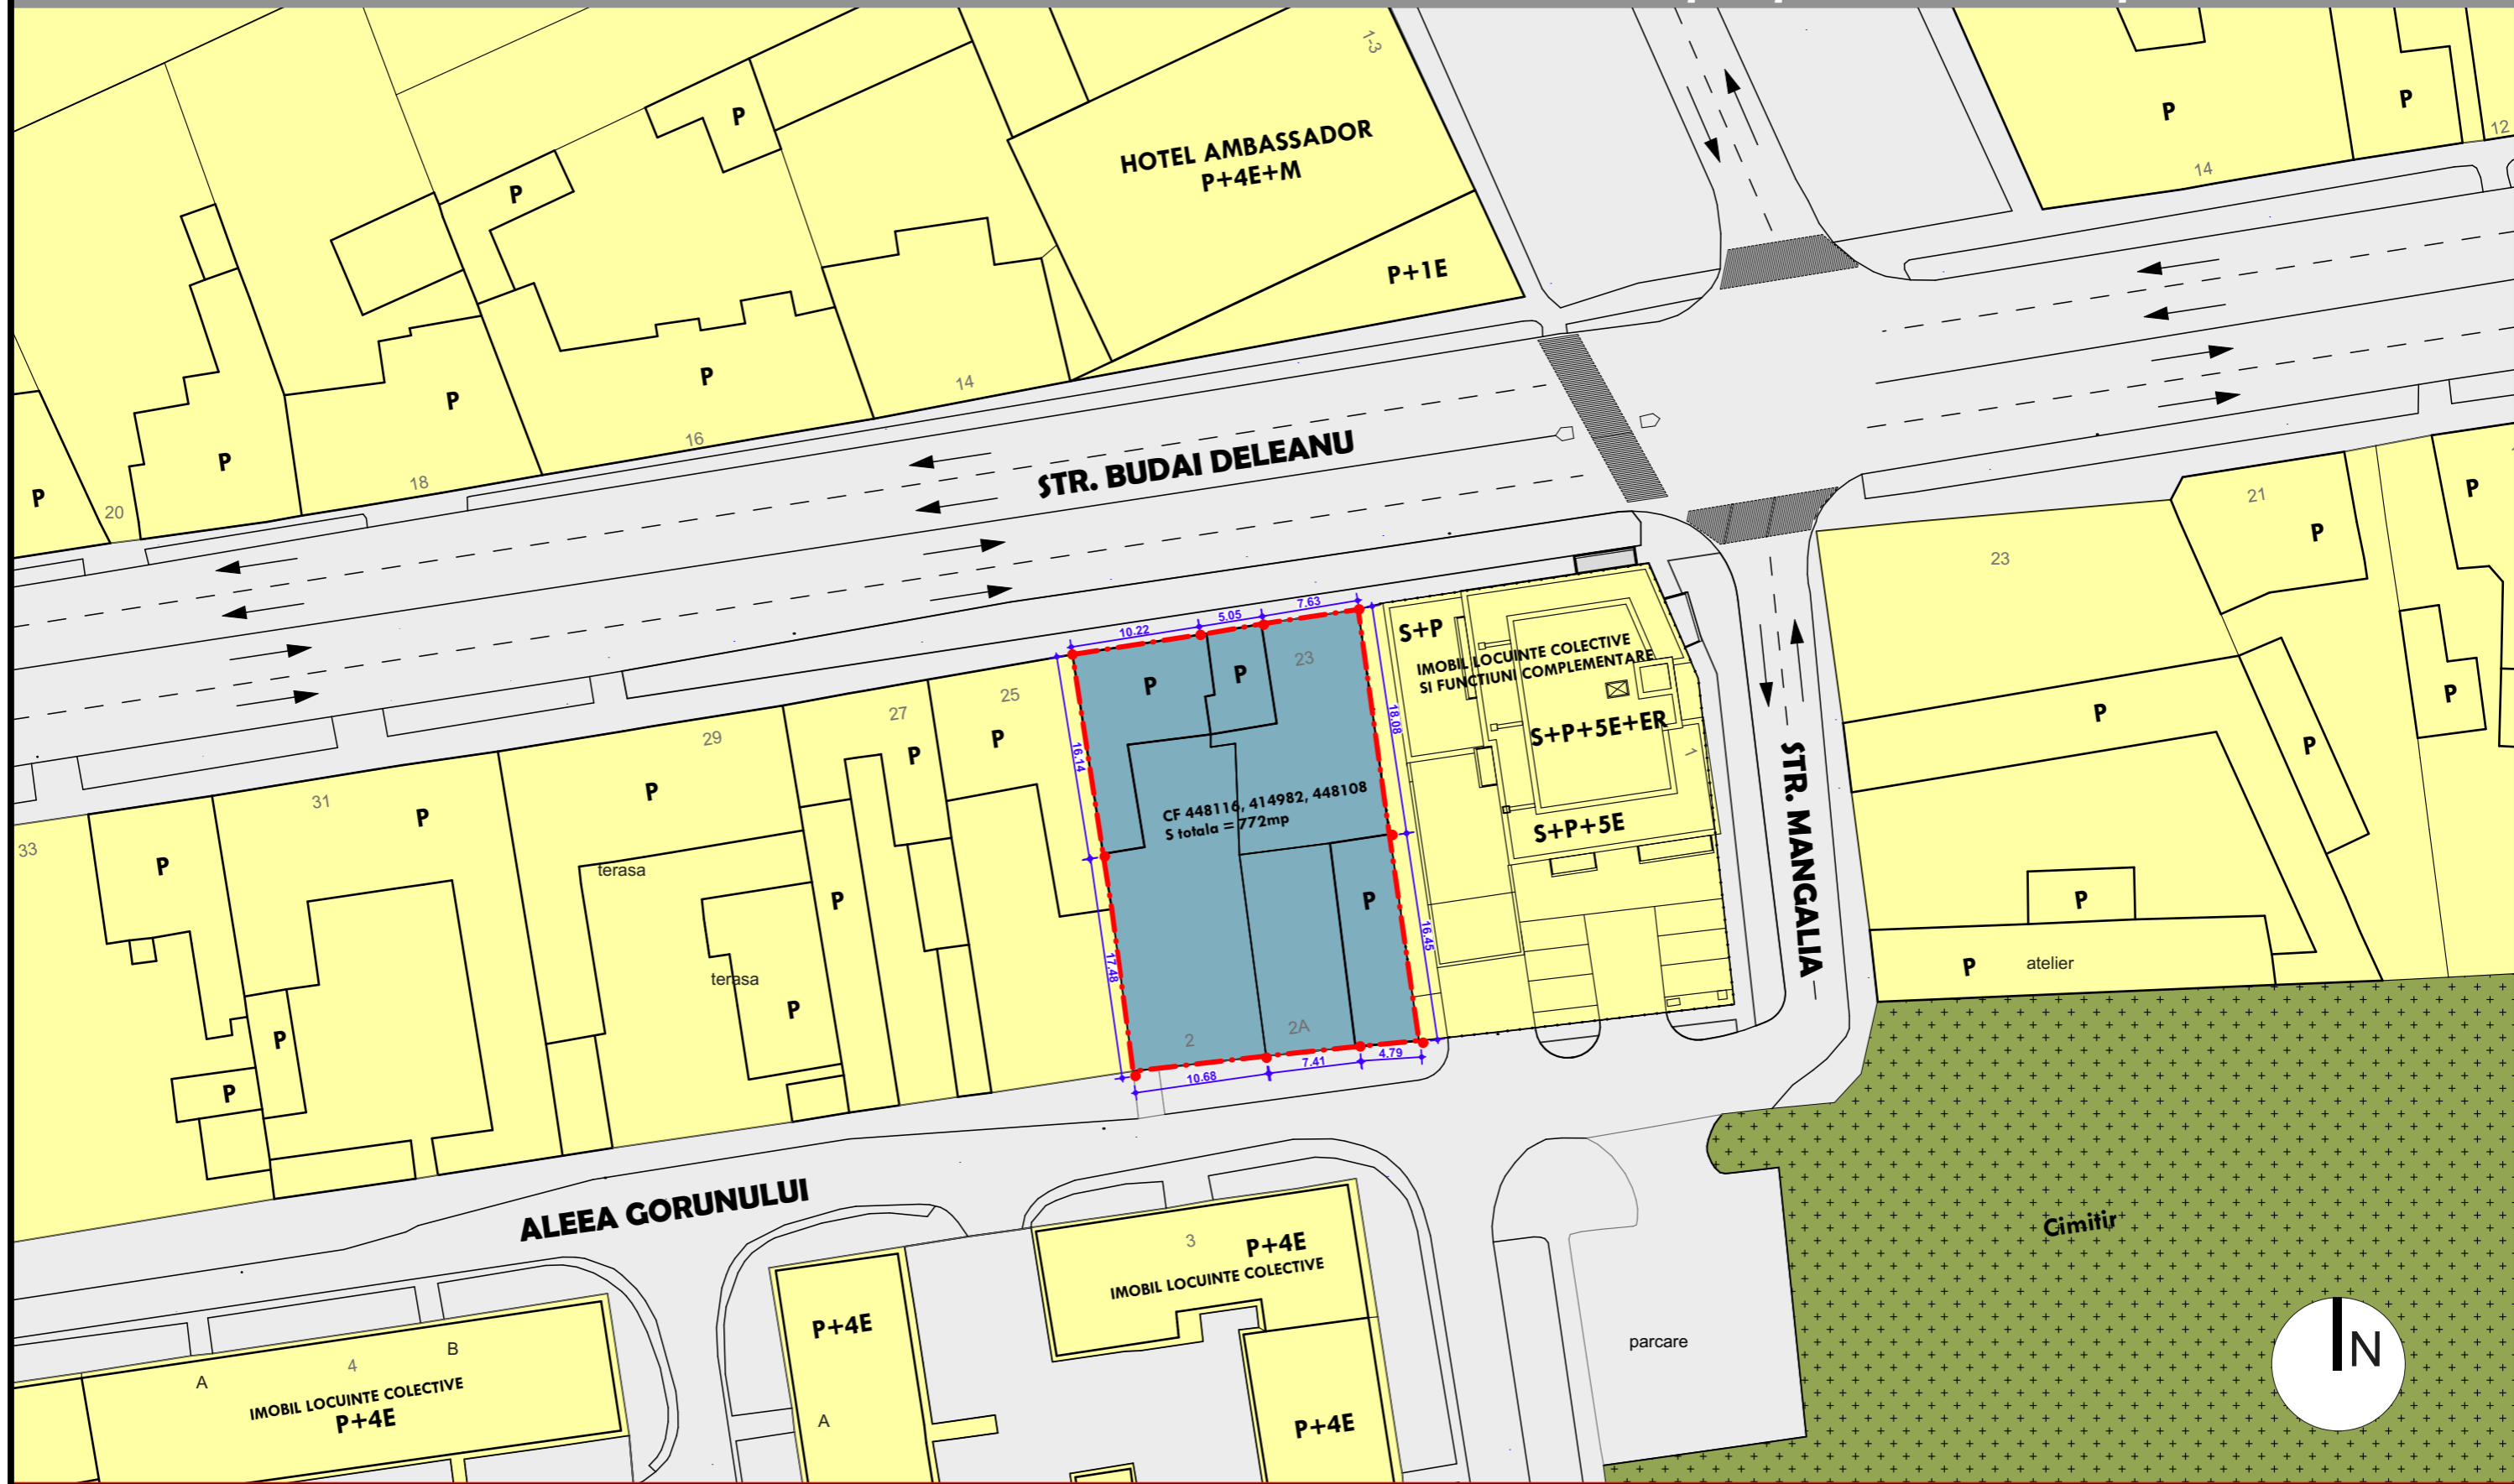 1-3
P
P
P
12
14
HOTEL AMBASSADOR
P+4E+M
P
P+1E
P
14
P
16
P
18
P
20
P
STR. BUDAI DELEANU
21
P
P
23
7.63
5.05
10.22
S+P
IMOBIL LOCUINTE COLECTIVE
SI FUNCTIUNI COMPLEMENTARE
S+P+5E+ER
1
S+P+5E
23
P
P
25
P
27
P
29
P
31
P
33
P
16.14
18.08
CF 448116, 414982, 448108
S totala = 772mp
STR. MANGALIA
P
P
P
P
P
atelier
terasa
terasa
P
P
P
P
P
17.48
16.45
2
2A
10.68
7.41
4.79
ALEEA GORUNULUI
Cimitir
3
P+4E
IMOBIL LOCUINTE COLECTIVE
P+4E
A
P+4E
parcare
A
4
B
IMOBIL LOCUINTE COLECTIVE
P+4E
N